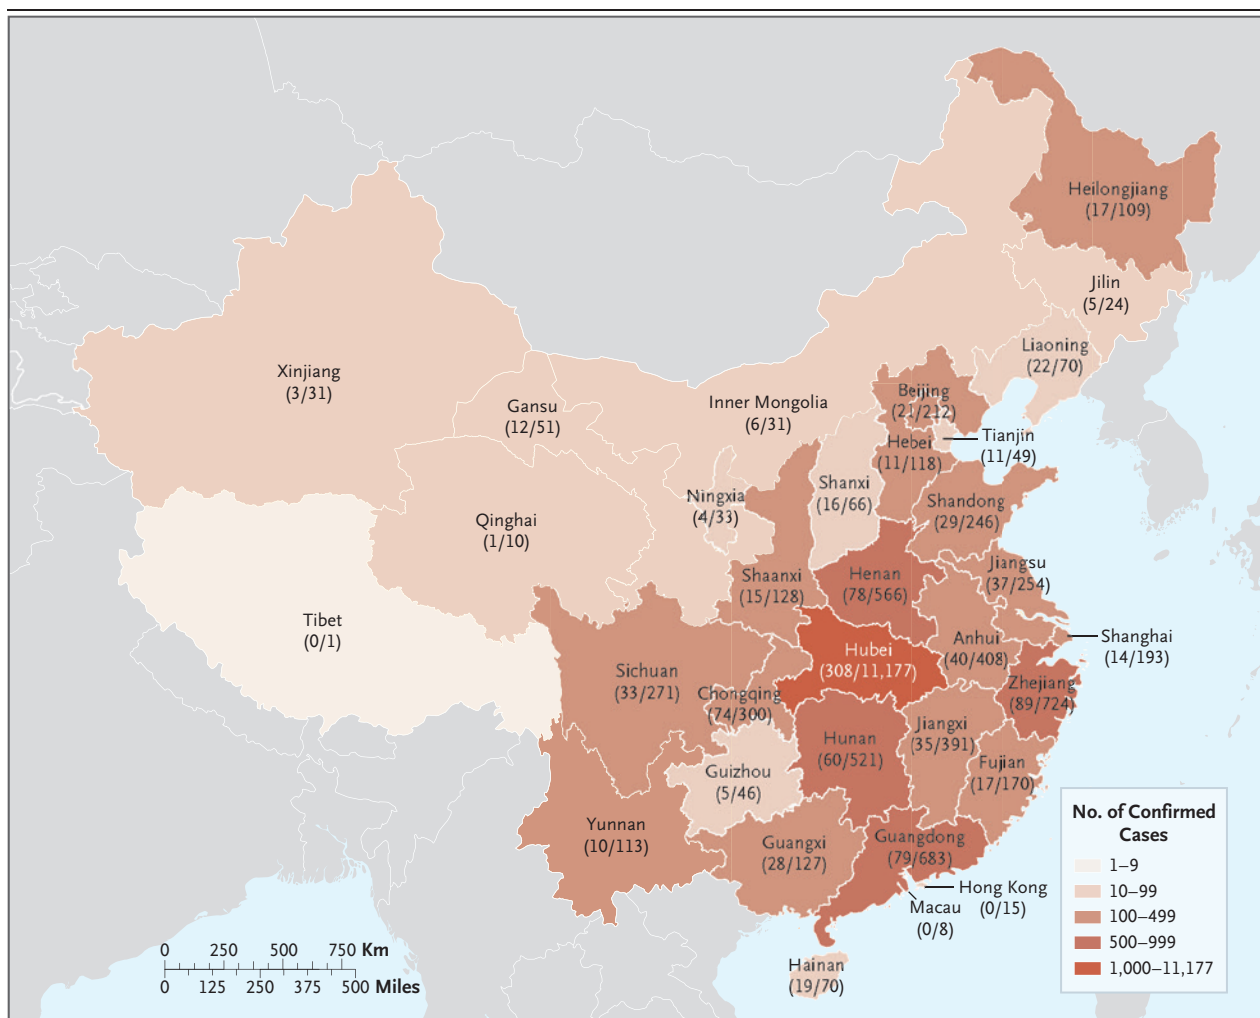 Heilongjiang
(17/109)
Jilin
(5/24)
Liaoning
(22/70)
Xinjiang
(3/31)
Gansu
(12/51)
Inner Mongolia
(6/31)
Beijing
(21/212)
Tianjin
(11/49)
Hebei
(11/118)
Shanxi
(16/66)
Ningxia
(4/33)
Shandong
(29/246)
Qinghai
(1/10)
Shaanxi
(15/128)
Henan
(78/566)
Jiangsu
(37/254)
Tibet
(0/1)
Hubei
(308/11,177)
Anhui
(40/408)
Shanghai
(14/193)
Sichuan
(33/271)
Chongqing
(74/300)
Zhejiang
(89/724)
Hunan
(60/521)
Jiangxi
(35/391)
Fujian
(17/170)
Guizhou
(5/46)
Yunnan
(10/113)
Guangxi
(28/127)
Guangdong
(79/683)
Hong Kong
(0/15)
Macau
(0/8)
Hainan
(19/70)
No. of Confirmed
Cases
1–9
10–99
100–499
500–999
1,000–11,177
0 250 500 750 Km
0 125 250 375 500 Miles